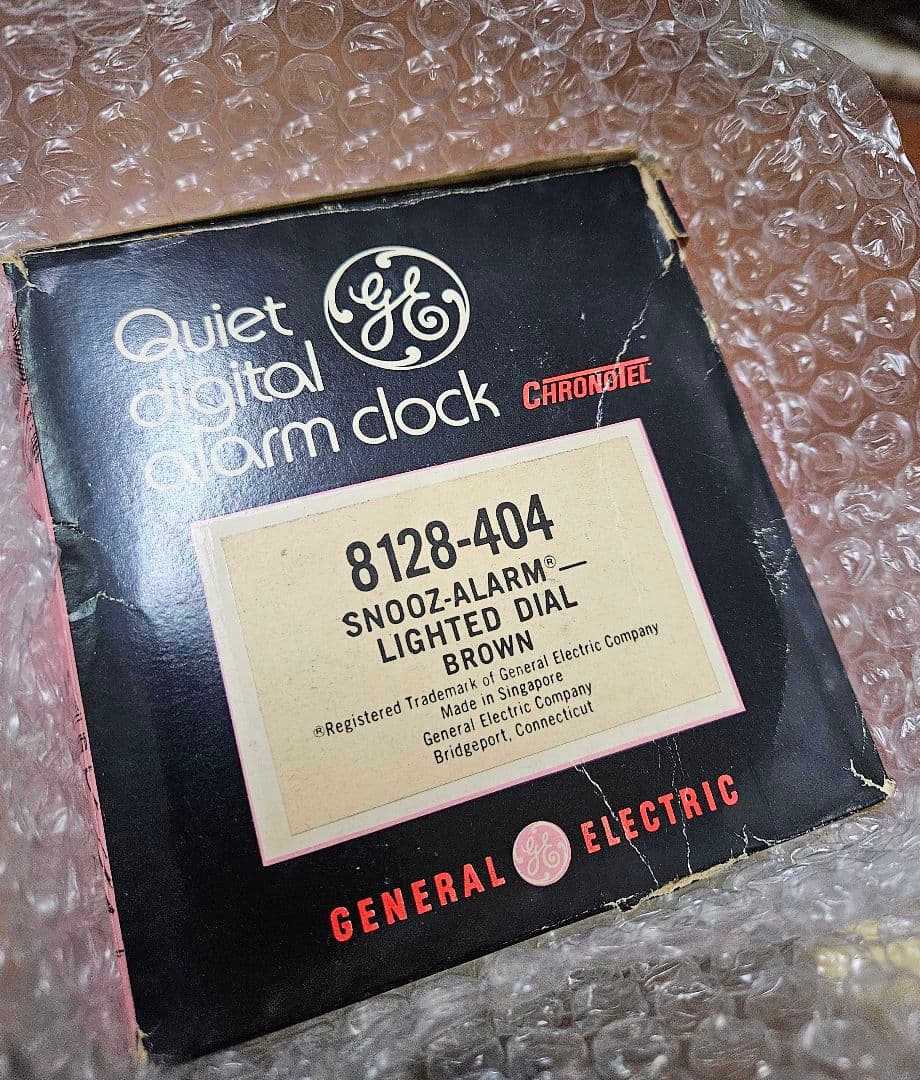 Quiet
digital
alarm clock
GE
CHRONOTEL
8128-404
SNOOZ-ALARM®—
LIGHTED DIAL
BROWN
®Registered Trademark of General Electric Company
Made in Singapore
General Electric Company
Bridgeport, Connecticut
GENERAL GE ELECTRIC